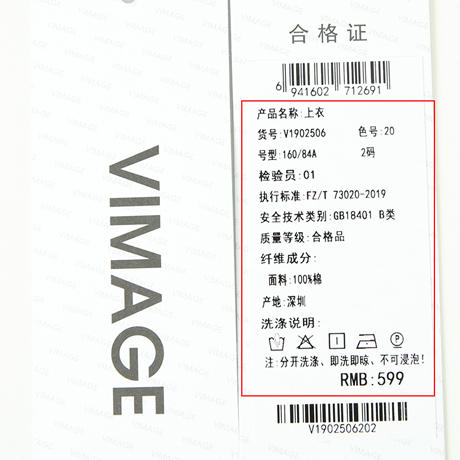 VIMAGE
合格证
6 941602 712691
产品名称:上衣
货号:V1902506 色号:20
号型:160/84A 2码
检验员:01
执行标准:FZ/T 73020-2019
安全技术类别:GB18401 B类
质量等级:合格品
纤维成分:
面料:100%棉
产地:深圳
洗涤说明:
注:分开洗涤、即洗即晾、不可浸泡!
RMB:599
V1902506202